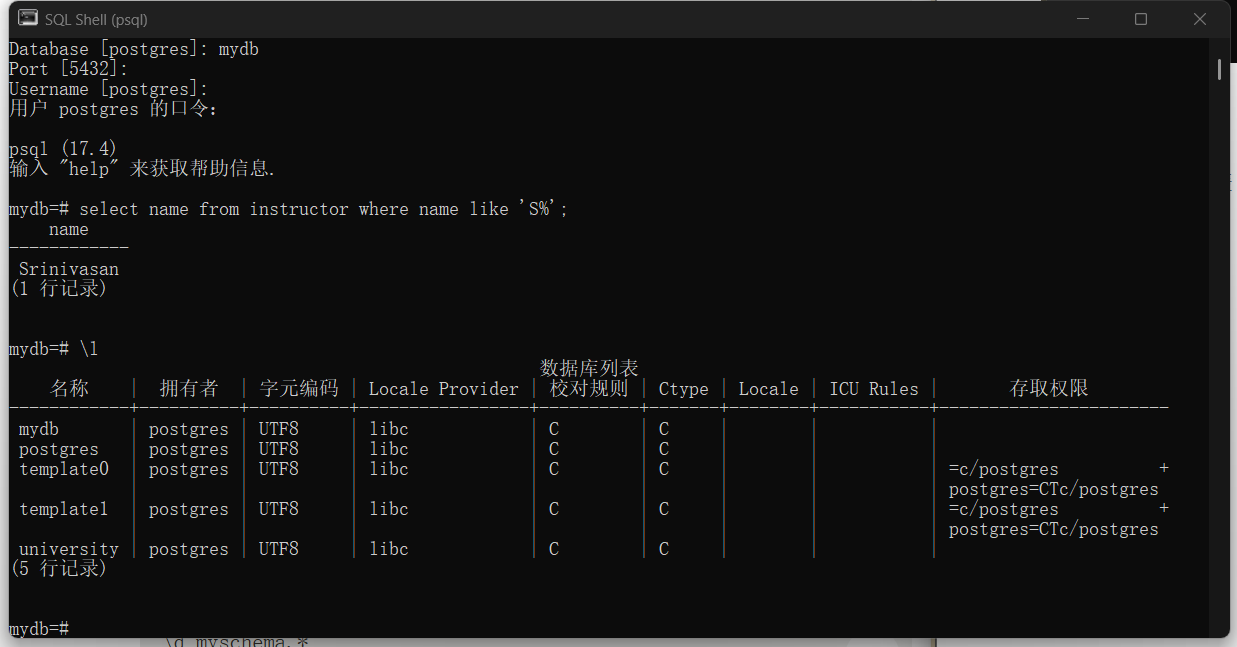 SQL Shell (psql)
Database [postgres]: mydb
Port [5432]:
Username [postgres]:
用户 postgres 的口令：
psql (17.4)
输入 "help" 来获取帮助信息.
mydb=# select name from instructor where name like 'S%';
    name
------------
 Srinivasan
(1 行记录)
mydb=# \l
数据库列表
    名称    |  拥有者  | 字元编码 | Locale Provider | 校对规则 | Ctype | Locale | ICU Rules |       存取权限
------------+----------+----------+-----------------+----------+-------+--------+-----------+-----------------------
 mydb       | postgres | UTF8     | libc            | C        | C     |        |           |
 postgres   | postgres | UTF8     | libc            | C        | C     |        |           |
 template0  | postgres | UTF8     | libc            | C        | C     |        |           | =c/postgres          +
            |          |          |                 |          |       |        |           | postgres=CTc/postgres
 template1  | postgres | UTF8     | libc            | C        | C     |        |           | =c/postgres          +
            |          |          |                 |          |       |        |           | postgres=CTc/postgres
 university | postgres | UTF8     | libc            | C        | C     |        |           |
(5 行记录)
mydb=#
\d myschema.*